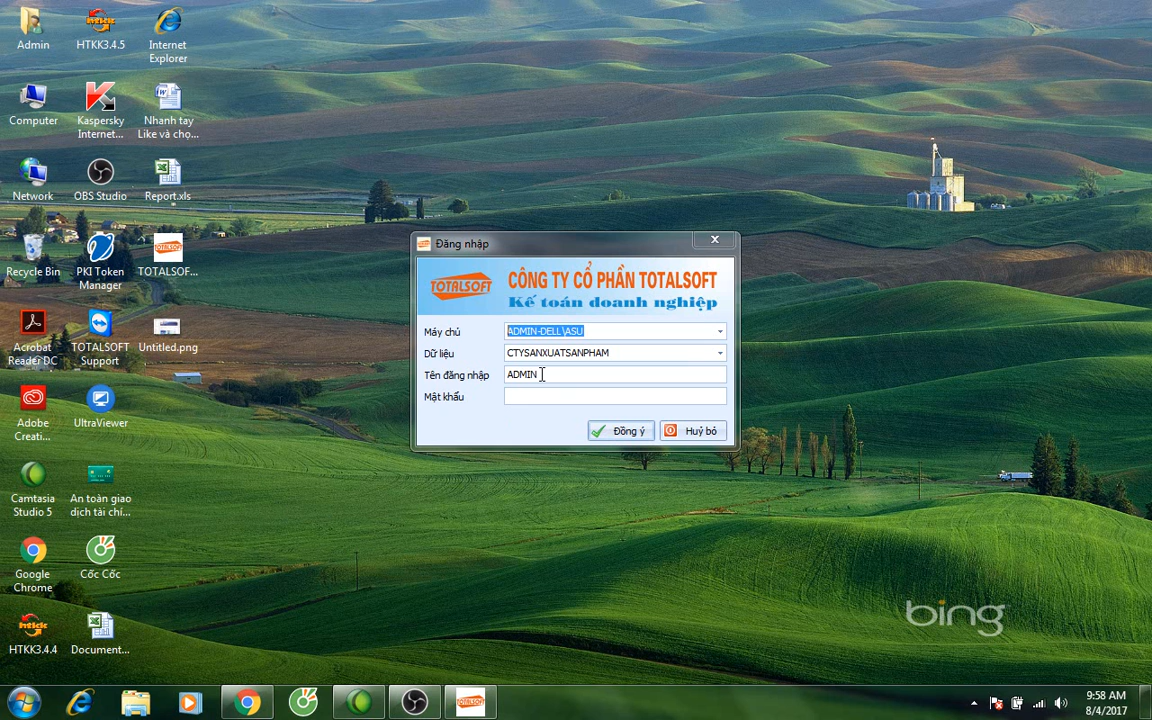 Admin
HTKK3.4.5
Internet
Explorer
Computer
Kaspersky
Internet...
Nhanh tay
Like và chọ...
Network
OBS Studio
Report.xls
Recycle Bin
PKI Token
Manager
TOTALSOF...
Acrobat
Reader DC
TOTALSOFT
Support
Untitled.png
Adobe
Creati...
UltraViewer
Camtasia
Studio 5
An toàn giao
dịch tài chí...
Google
Chrome
Cốc Cốc
HTKK3.4.4
Document...
Đăng nhập
TOTALSOFT
CÔNG TY CỔ PHẦN TOTALSOFT
Kế toán doanh nghiệp
Máy chủ
ADMIN-DELL\ASU
Dữ liệu
CTYSANXUATSANPHAM
Tên đăng nhập
ADMIN
Mật khẩu
Đồng ý
Huỷ bỏ
bing
9:58 AM
8/4/2017